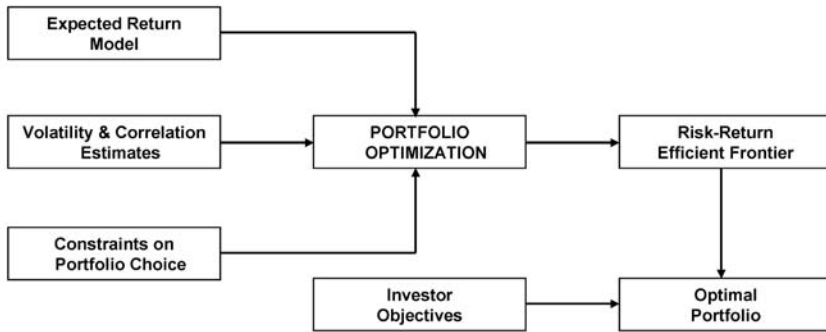 Expected Return
Model
Volatility & Correlation
Estimates
PORTFOLIO
OPTIMIZATION
Risk-Return
Efficient Frontier
Constraints on
Portfolio Choice
Investor
Objectives
Optimal
Portfolio